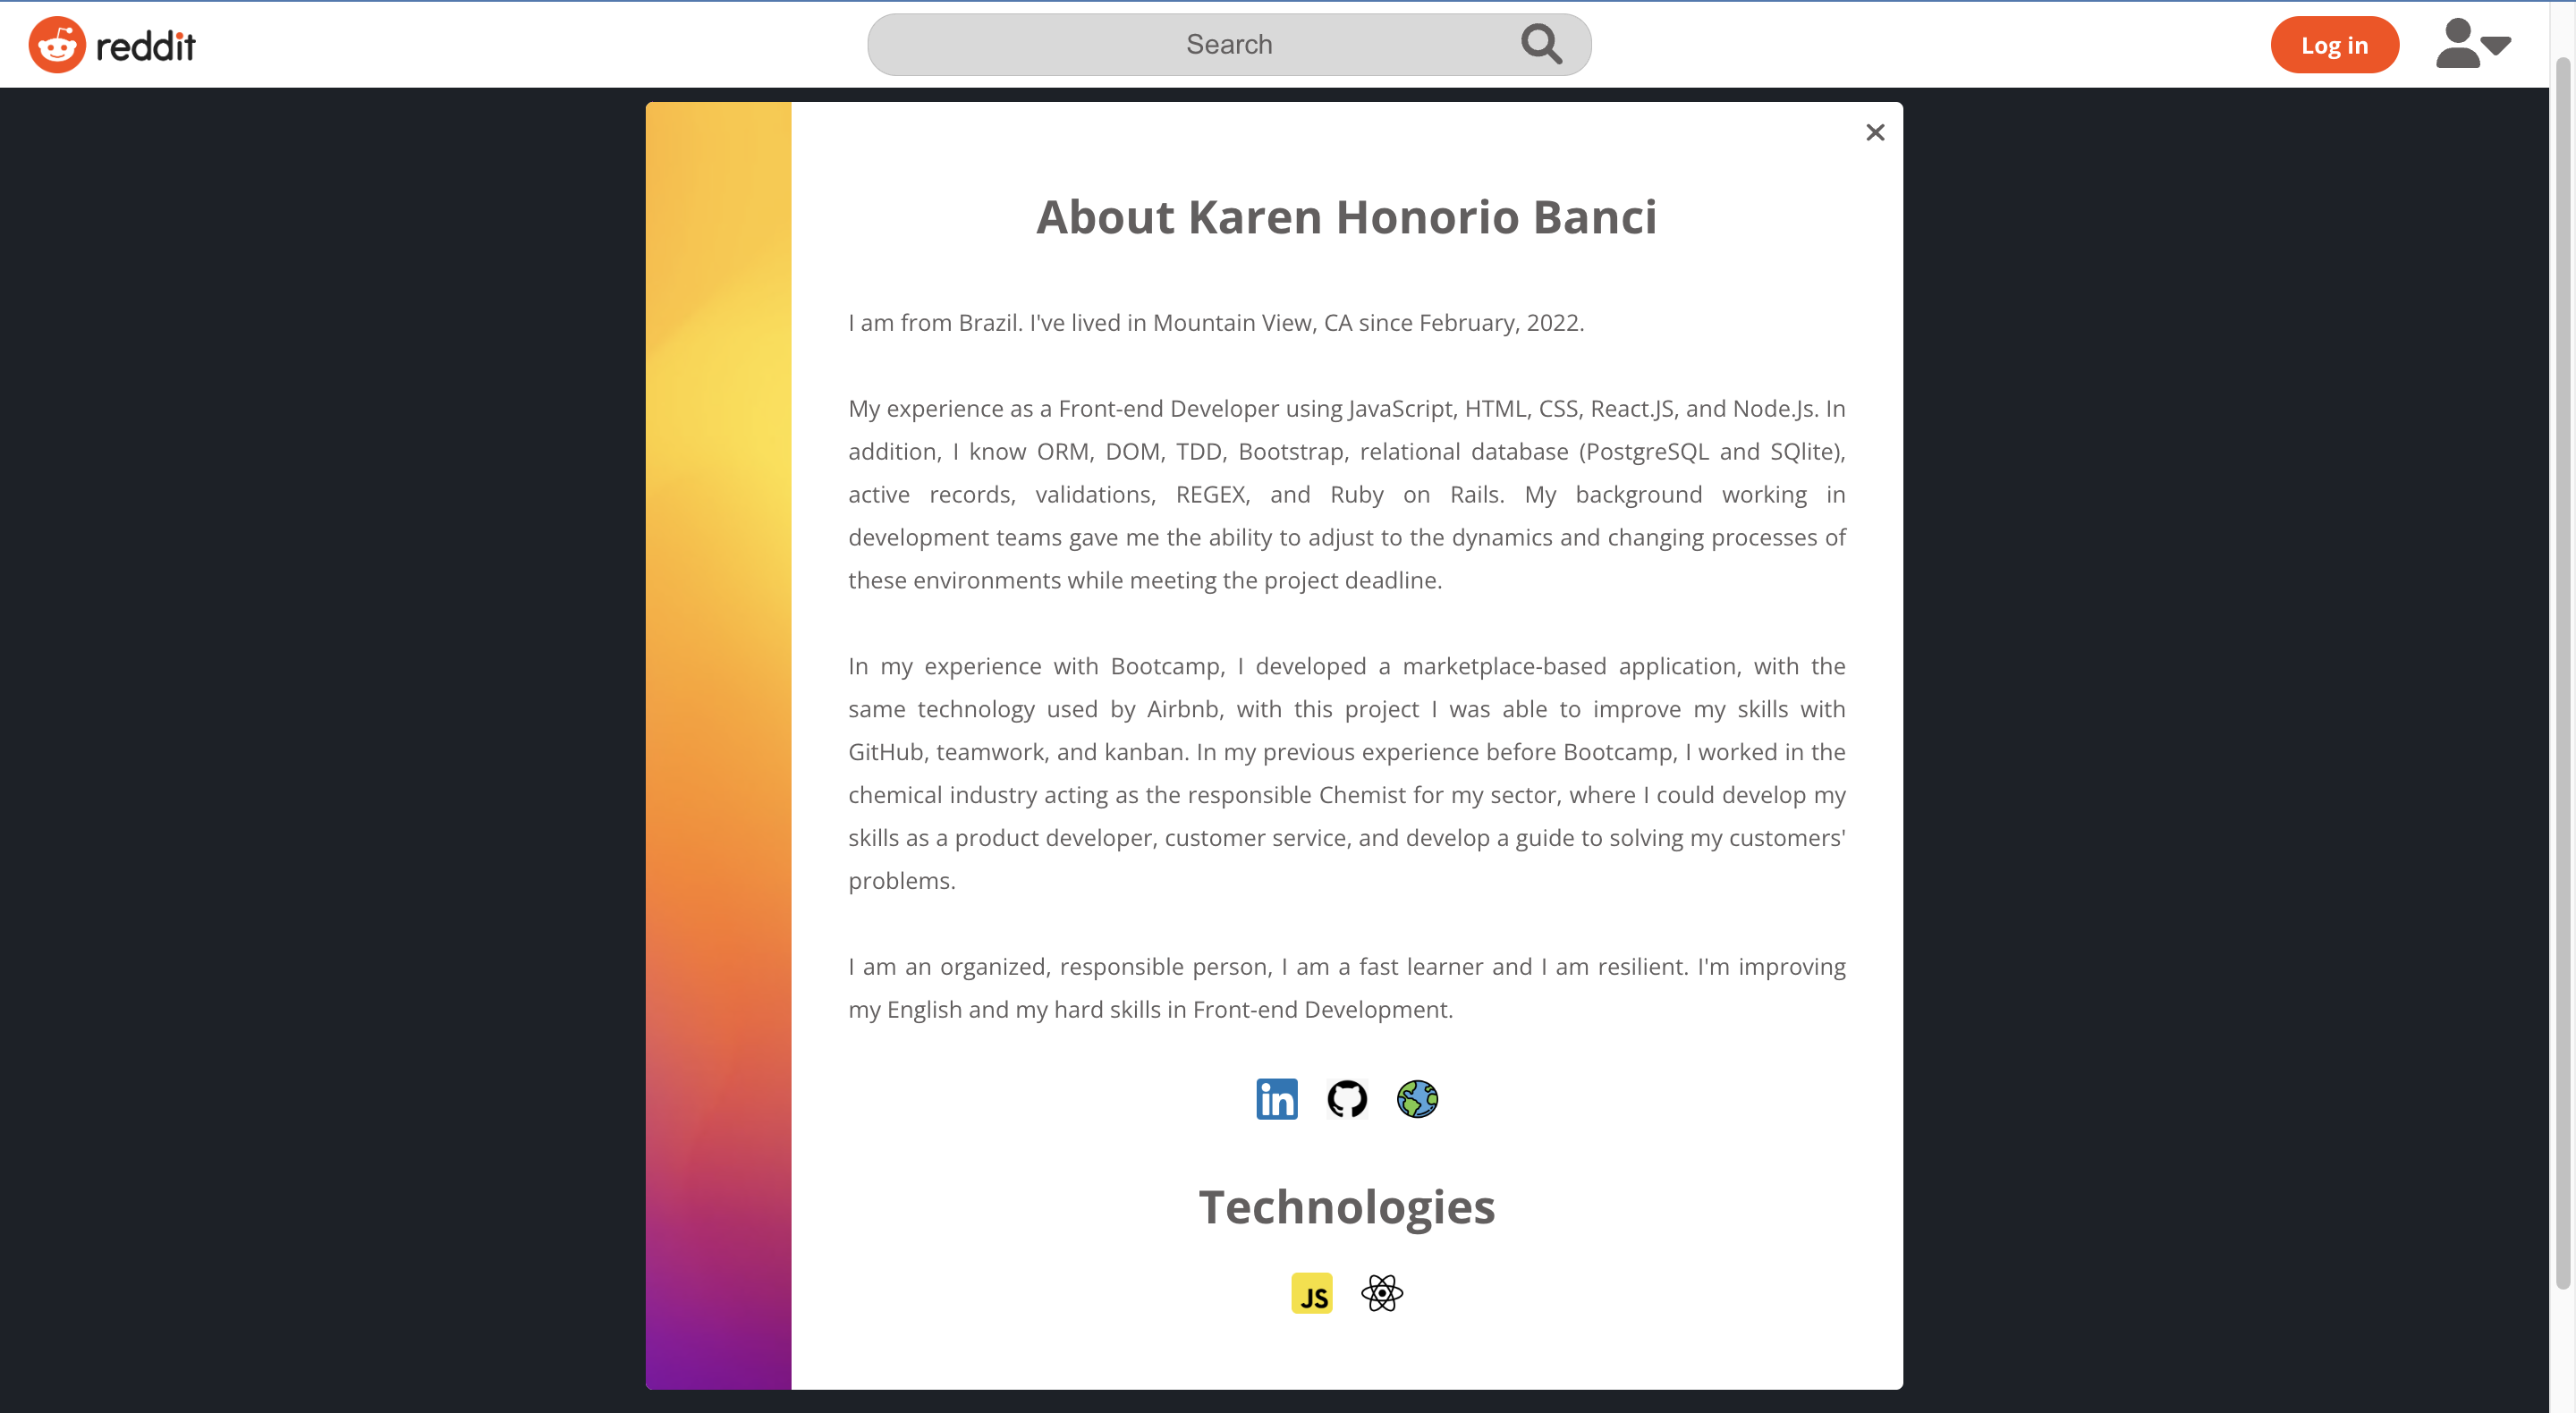 reddit
Search
Log in
About Karen Honorio Banci
I am from Brazil. I've lived in Mountain View, CA since February, 2022.
My experience as a Front-end Developer using JavaScript, HTML, CSS, React.JS, and Node.Js. In
addition, I know ORM, DOM, TDD, Bootstrap, relational database (PostgreSQL and SQlite),
active records, validations, REGEX, and Ruby on Rails. My background working in
development teams gave me the ability to adjust to the dynamics and changing processes of
these environments while meeting the project deadline.
In my experience with Bootcamp, I developed a marketplace-based application, with the
same technology used by Airbnb, with this project I was able to improve my skills with
GitHub, teamwork, and kanban. In my previous experience before Bootcamp, I worked in the
chemical industry acting as the responsible Chemist for my sector, where I could develop my
skills as a product developer, customer service, and develop a guide to solving my customers'
problems.
I am an organized, responsible person, I am a fast learner and I am resilient. I'm improving
my English and my hard skills in Front-end Development.
in
Technologies
JS